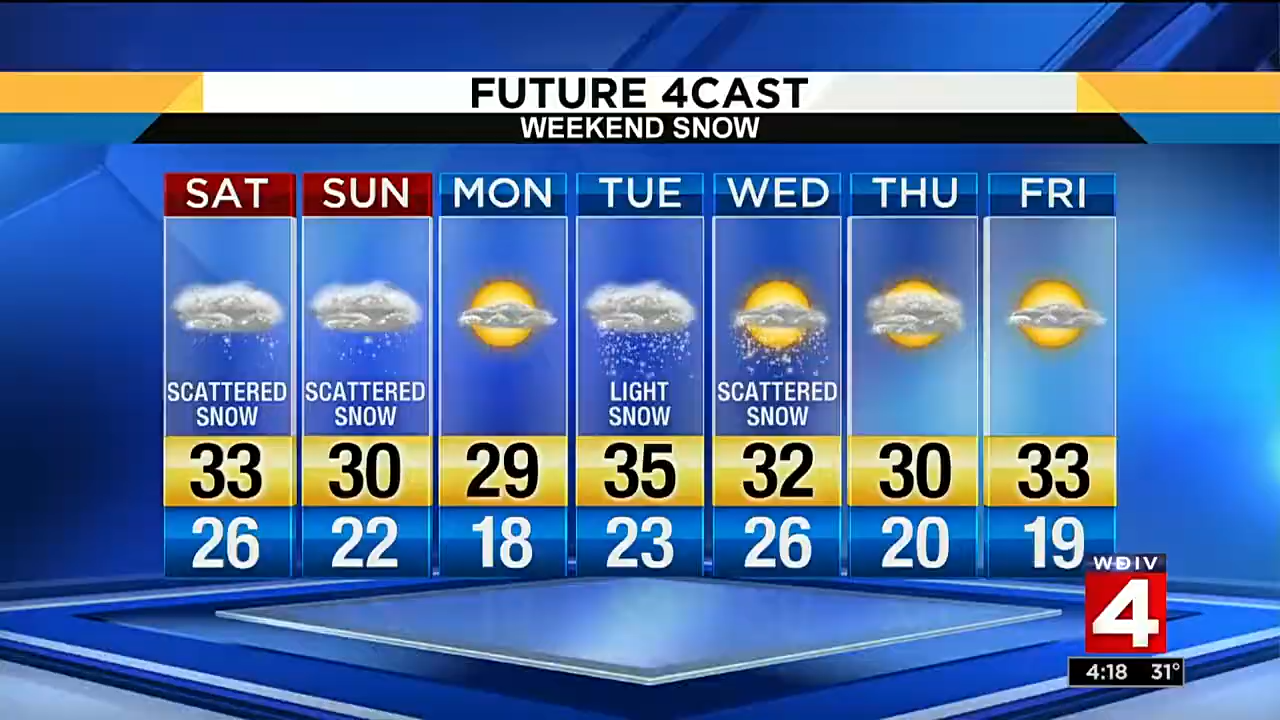 FUTURE 4CAST
WEEKEND SNOW
SAT SUN MON TUE WED THU FRI
SCATTERED SNOW
SCATTERED SNOW
LIGHT SNOW
SCATTERED SNOW
33 30 29 35 32 30 33
26 22 18 23 26 20 19
WDIV
4
4:18 31°